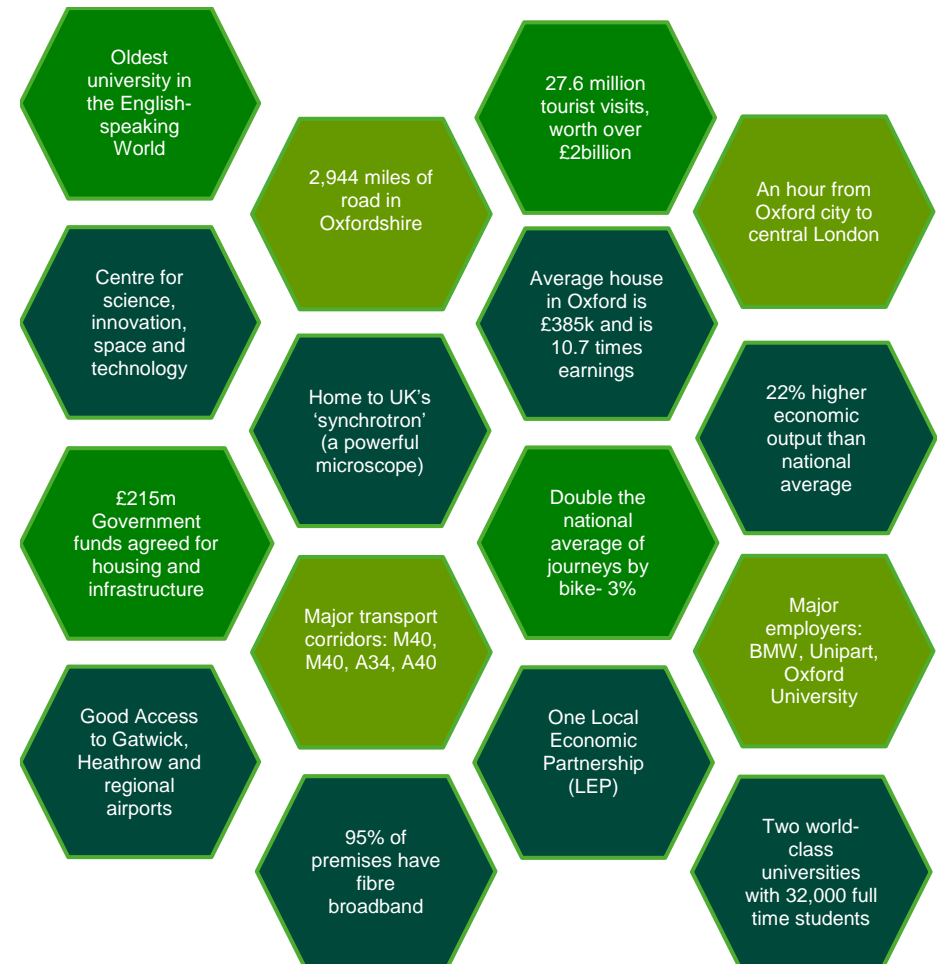 Oldest
university in
the English-
speaking
World
27.6 million
tourist visits,
worth over
£2billion
2,944 miles of
road in
Oxfordshire
An hour from
Oxford city to
central London
Centre for
science,
innovation,
space and
technology
Average house
in Oxford is
£385k and is
10.7 times
earnings
Home to UK's
'synchrotron'
(a powerful
microscope)
22% higher
economic
output than
national
average
£215m
Government
funds agreed for
housing and
infrastructure
Double the
national
average of
journeys by
bike- 3%
Major transport
corridors: M40,
M40, A34, A40
Major
employers:
BMW, Unipart,
Oxford
University
Good Access
to Gatwick,
Heathrow and
regional
airports
One Local
Economic
Partnership
(LEP)
95% of
premises have
fibre
broadband
Two world-
class
universities
with 32,000 full
time students